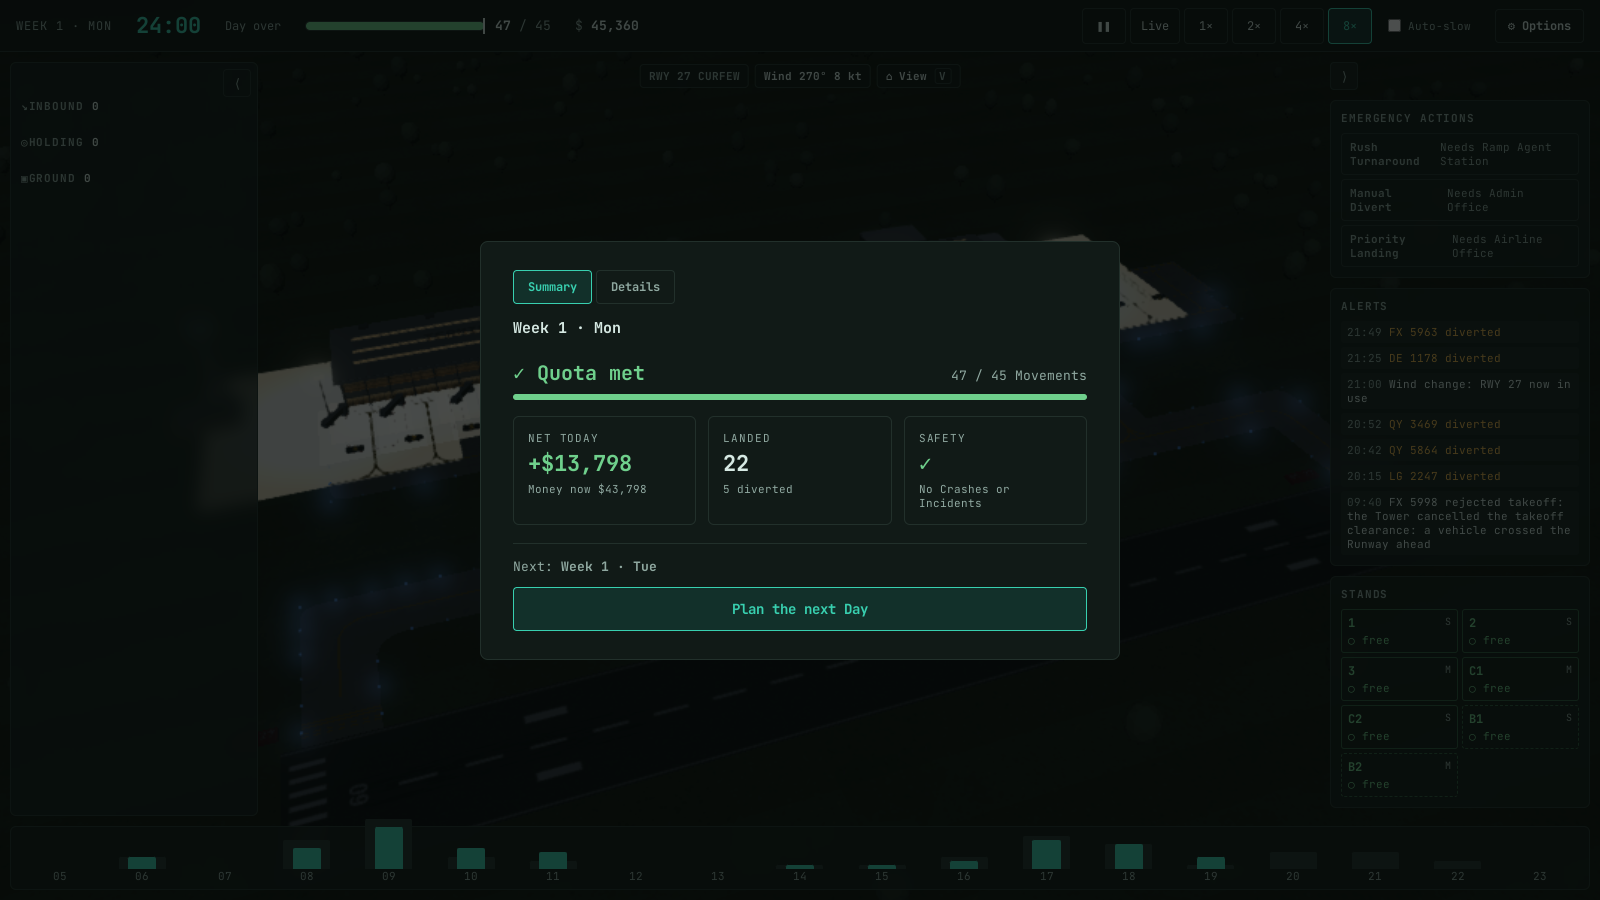 WEEK 1 · MON 24:00 Day over 47 / 45 $ 45,360
Live 1× 2× 4× 8× Auto-slow ⚙ Options
RWY 27 CURFEW Wind 270° 8 kt ⌂ View V
↘INBOUND 0
◎HOLDING 0
▣GROUND 0
Summary Details
Week 1 · Mon
✓ Quota met 47 / 45 Movements
NET TODAY
+$13,798
Money now $43,798
LANDED
22
5 diverted
SAFETY
✓
No Crashes or
Incidents
Next: Week 1 · Tue
Plan the next Day
EMERGENCY ACTIONS
Rush
Turnaround
Needs Ramp Agent
Station
Manual
Divert
Needs Admin
Office
Priority
Landing
Needs Airline
Office
ALERTS
21:49 FX 5963 diverted
21:25 DE 1178 diverted
21:00 Wind change: RWY 27 now in
use
20:52 QY 3469 diverted
20:42 QY 5864 diverted
20:15 LG 2247 diverted
09:40 FX 5998 rejected takeoff:
the Tower cancelled the takeoff
clearance: a vehicle crossed the
Runway ahead
STANDS
1 S
○ free
2 S
○ free
3 M
○ free
C1 M
○ free
C2 S
○ free
B1 S
○ free
B2 M
○ free
05 06 07 08 09 10 11 12 13 14 15 16 17 18 19 20 21 22 23